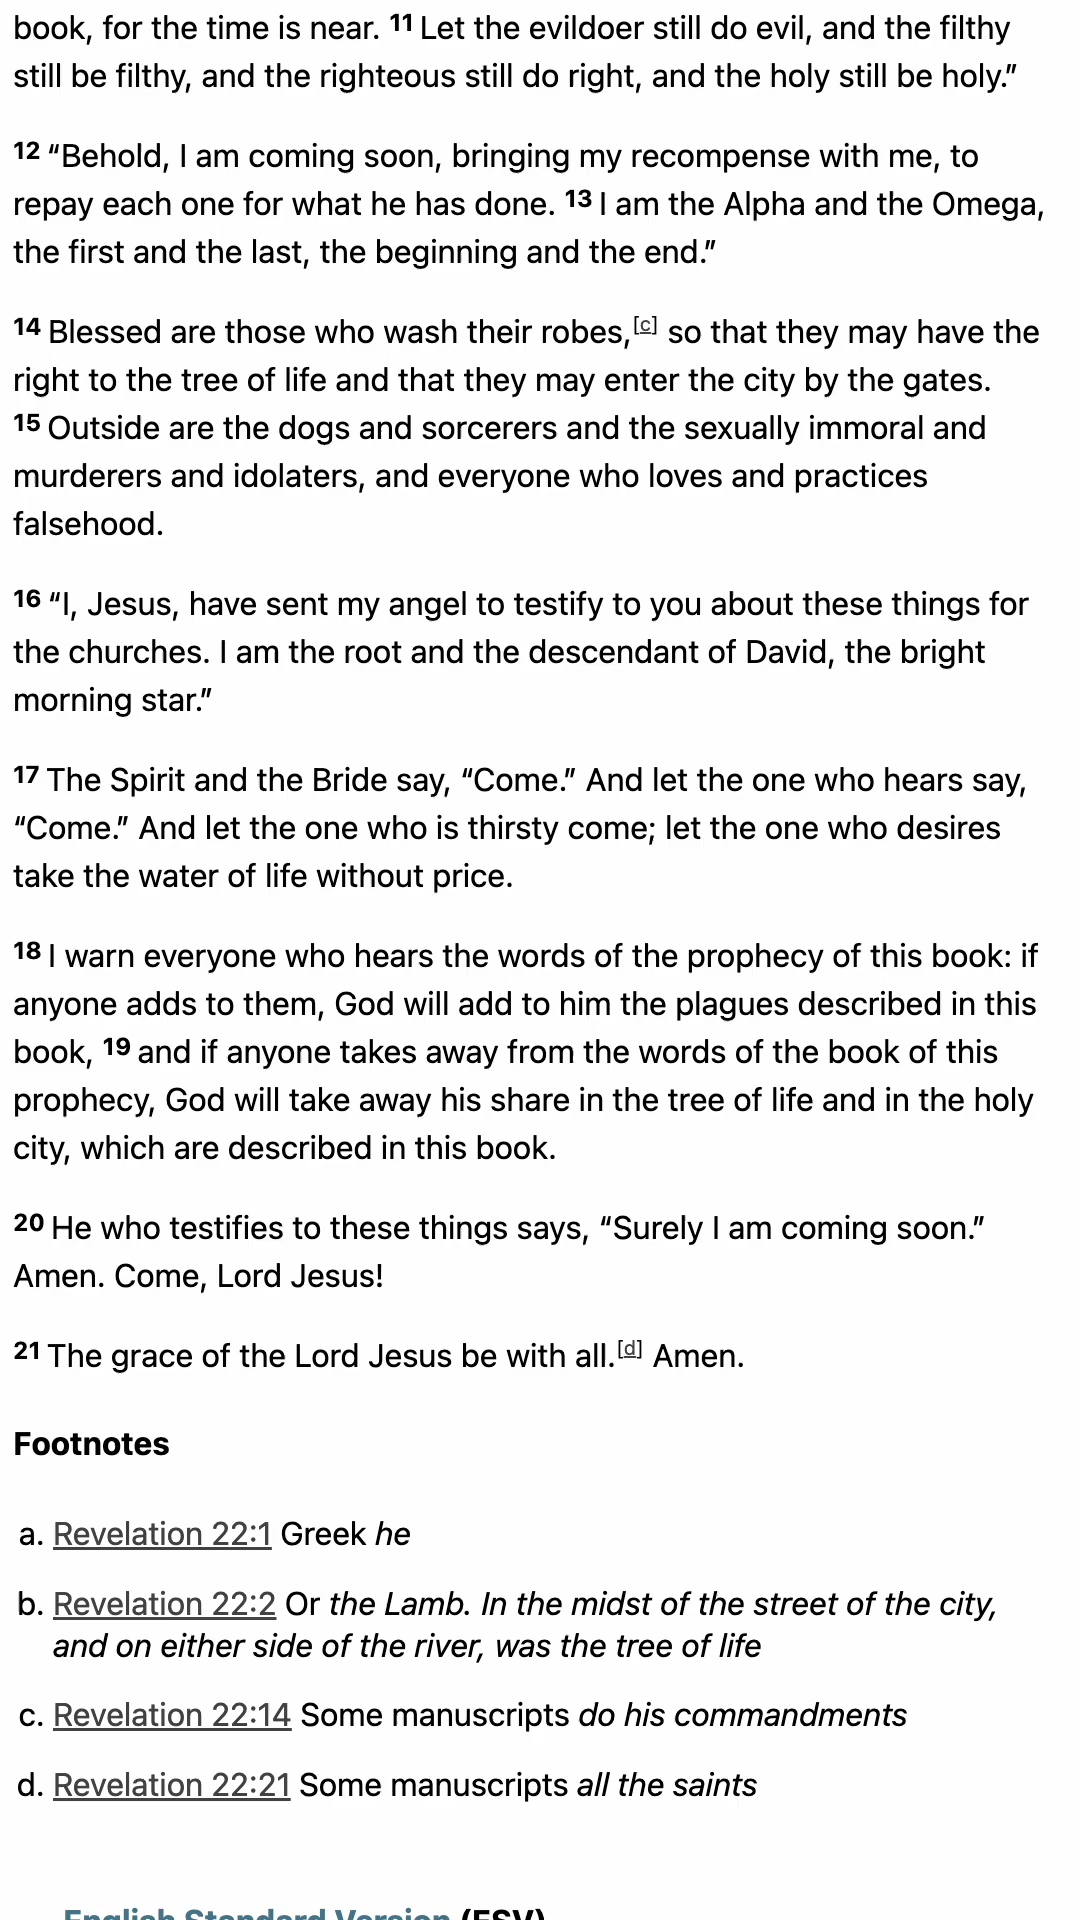 book, for the time is near. 11 Let the evildoer still do evil, and the filthy
still be filthy, and the righteous still do right, and the holy still be holy.”
12 “Behold, I am coming soon, bringing my recompense with me, to
repay each one for what he has done. 13 I am the Alpha and the Omega,
the first and the last, the beginning and the end.”
14 Blessed are those who wash their robes,[c] so that they may have the
right to the tree of life and that they may enter the city by the gates.
15 Outside are the dogs and sorcerers and the sexually immoral and
murderers and idolaters, and everyone who loves and practices
falsehood.
16 “I, Jesus, have sent my angel to testify to you about these things for
the churches. I am the root and the descendant of David, the bright
morning star.”
17 The Spirit and the Bride say, “Come.” And let the one who hears say,
“Come.” And let the one who is thirsty come; let the one who desires
take the water of life without price.
18 I warn everyone who hears the words of the prophecy of this book: if
anyone adds to them, God will add to him the plagues described in this
book, 19 and if anyone takes away from the words of the book of this
prophecy, God will take away his share in the tree of life and in the holy
city, which are described in this book.
20 He who testifies to these things says, “Surely I am coming soon.”
Amen. Come, Lord Jesus!
21 The grace of the Lord Jesus be with all.[d] Amen.
Footnotes
a. Revelation 22:1 Greek he
b. Revelation 22:2 Or the Lamb. In the midst of the street of the city,
and on either side of the river, was the tree of life
c. Revelation 22:14 Some manuscripts do his commandments
d. Revelation 22:21 Some manuscripts all the saints
English Standard Version (ESV)